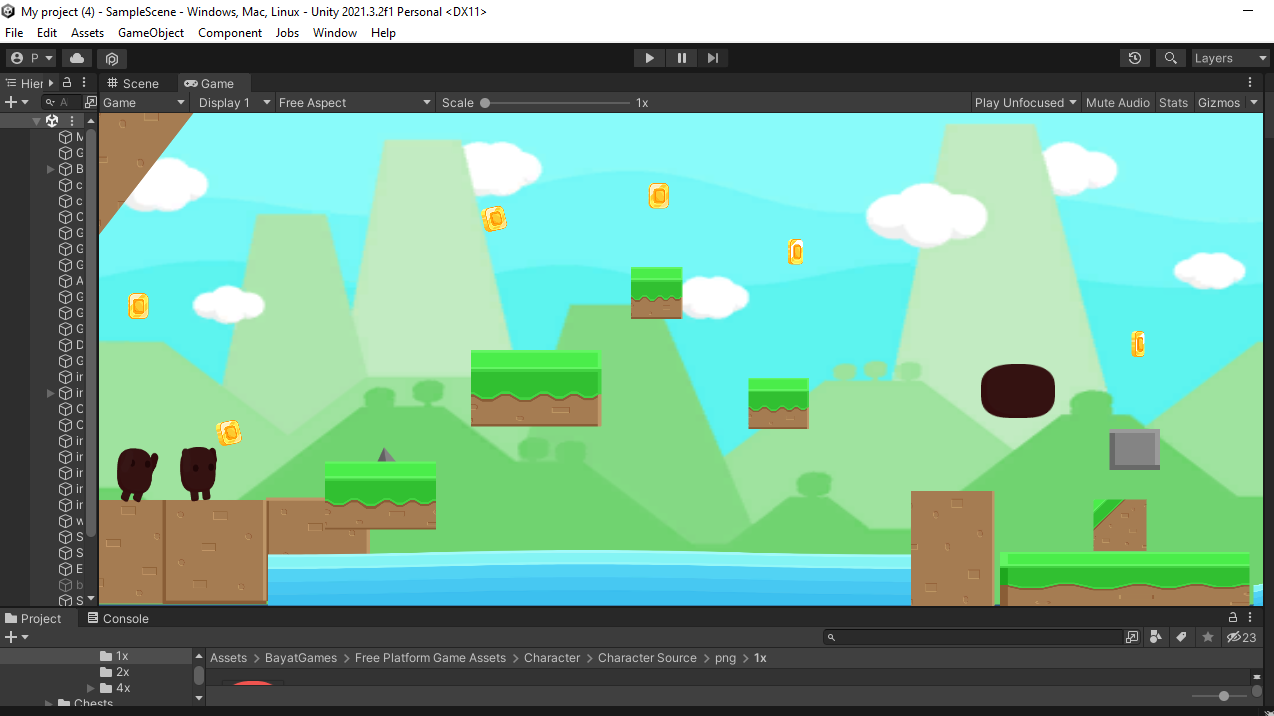 My project (4) - SampleScene - Windows, Mac, Linux - Unity 2021.3.2f1 Personal <DX11>
File Edit Assets GameObject Component Jobs Window Help
P Layers
Hier Scene Game
A Game Display 1 Free Aspect Scale 1x Play Unfocused Mute Audio Stats Gizmos
M
G
B
c
c
C
G
G
G
A
G
G
G
D
G
ir
ir
C
C
ir
ir
ir
ir
ir
w
S
S
E
b
S
Project Console
23
1x Assets > BayatGames > Free Platform Game Assets > Character > Character Source > png > 1x
2x
4x
Chests